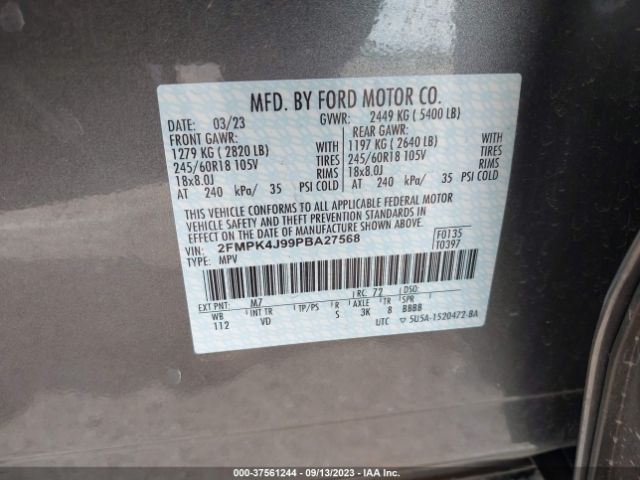 MFD. BY FORD MOTOR CO.
DATE: 03/23 GVWR: 2449 KG (5400 LB)
FRONT GAWR: REAR GAWR:
1279 KG (2820 LB) WITH 1197 KG (2640 LB) WITH
245/60R18 105V TIRES 245/60R18 105V TIRES
18x8.0J RIMS 18x8.0J RIMS
AT 240 kPa/ 35 PSI COLD AT 240 kPa/ 35 PSI COLD
THIS VEHICLE CONFORMS TO ALL APPLICABLE FEDERAL MOTOR
VEHICLE SAFETY AND THEFT PREVENTION STANDARDS IN
EFFECT ON THE DATE OF MANUFACTURE SHOWN ABOVE.
VIN: 2FMPK4J99PBA27568 F0135
TYPE: MPV T0397
EXT PNT: M7 RC: 72 DSO:
WB INT TR TP/PS R AXLE TR SPR
112 VD S 3K 8 BBBB
UTC ▽ 5U5A-1520472-BA
000-37561244 - 09/13/2023 - IAA Inc.